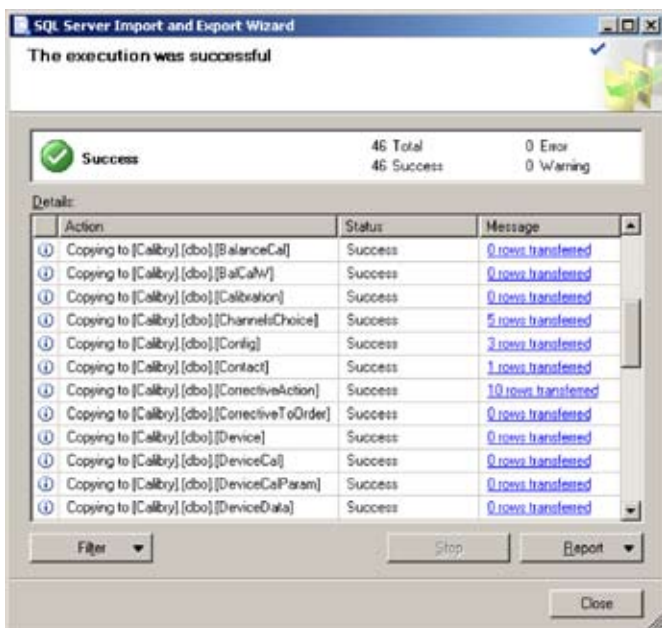 SQL Server Import and Export Wizard
The execution was successful
Success 46 Total 0 Error
46 Success 0 Warning
Details:
Action Status Message
Copying to [Calibry].[dbo].[BalanceCal] Success 0 rows transferred
Copying to [Calibry].[dbo].[BalCalW] Success 0 rows transferred
Copying to [Calibry].[dbo].[Calibration] Success 0 rows transferred
Copying to [Calibry].[dbo].[ChannelsChoice] Success 5 rows transferred
Copying to [Calibry].[dbo].[Config] Success 3 rows transferred
Copying to [Calibry].[dbo].[Contact] Success 1 rows transferred
Copying to [Calibry].[dbo].[CorrectiveAction] Success 10 rows transferred
Copying to [Calibry].[dbo].[CorrectiveToOrder] Success 0 rows transferred
Copying to [Calibry].[dbo].[Device] Success 0 rows transferred
Copying to [Calibry].[dbo].[DeviceCal] Success 0 rows transferred
Copying to [Calibry].[dbo].[DeviceCalParam] Success 0 rows transferred
Copying to [Calibry].[dbo].[DeviceData] Success 0 rows transferred
Filter Stop Report
Close